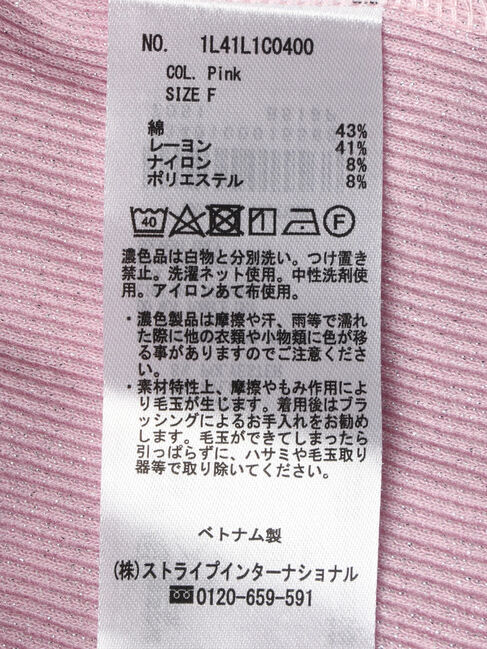 NO. 1L41L1C0400
COL. Pink
SIZE F
綿 43%
レーヨン 41%
ナイロン 8%
ポリエステル 8%
40 F
濃色品は白物と分別洗い。つけ置き
禁止。洗濯ネット使用。中性洗剤使
用。アイロンあて布使用。
・濃色製品は摩擦や汗、雨等で濡れ
た際に他の衣類や小物類に色が移
る事がありますのでご注意くださ
い。
・素材特性上、摩擦やもみ作用によ
り毛玉が生じます。着用後はブラ
ッシングによるお手入れをお勧め
します。毛玉ができてしまったら
引っぱらずに、ハサミや毛玉取り
器等で取り除いてください。
ベトナム製
(株)ストライプインターナショナル
0120-659-591